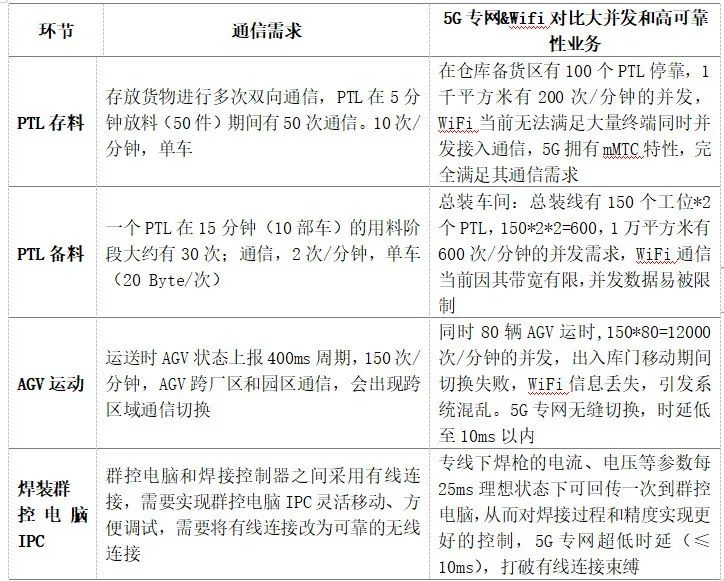 环节
通信需求
5G 专网&Wifi 对比大并发和高可靠
性业务
PTL 存料
存放货物进行多次双向通信，PTL 在 5 分
钟放料（50 件）期间有 50 次通信。10 次/
分钟，单车
在仓库备货区有 100 个 PTL 停靠，1
千平方米有 200 次/分钟的并发，
WiFi 当前无法满足大量终端同时并
发接入通信，5G 拥有 mMTC 特性，完
全满足其通信需求
PTL 备料
一个 PTL 在 15 分钟（10 部车）的用料阶
段大约有 30 次；通信，2 次/分钟，单车
（20 Byte/次）
总装车间：总装线有 150 个工位*2
个 PTL，150*2*2=600，1 万平方米有
600 次/分钟的并发需求，WiFi 通信
当前因其带宽有限，并发数据易被限
制
AGV 运动
运送时 AGV 状态上报 400ms 周期，150 次/
分钟，AGV 跨厂区和园区通信，会出现跨
区域通信切换
同时 80 辆 AGV 运时,150*80=12000
次/分钟的并发，出入库门移动期间
切换失败，WiFi 信息丢失，引发系
统混乱。5G 专网无缝切换，时延低
至 10ms 以内
焊装群
控电脑
IPC
群控电脑和焊接控制器之间采用有线连
接，需要实现群控电脑 IPC 灵活移动、方
便调试，需要将有线连接改为可靠的无线
连接
专线下焊枪的电流、电压等参数每
25ms 理想状态下可回传一次到群控
电脑,从而对焊接过程和精度实现更
好的控制，5G 专网超低时延（≤
10ms），打破有线连接束缚